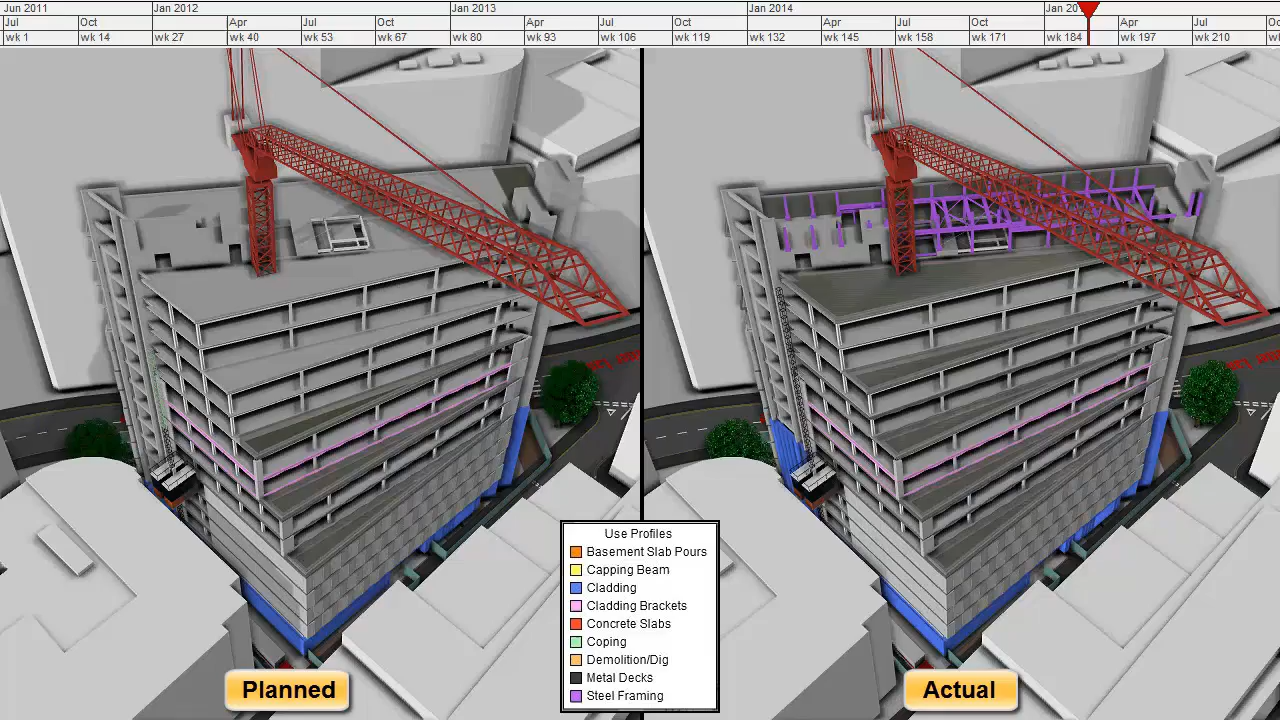 Jun 2011 Jan 2012 Jan 2013 Jan 2014 Jan 20
Jul Oct Apr Jul Oct Apr Jul Oct Apr Jul Oct Apr Jul
wk 1 wk 14 wk 27 wk 40 wk 53 wk 67 wk 80 wk 93 wk 106 wk 119 wk 132 wk 145 wk 158 wk 171 wk 184 wk 197 wk 210
Use Profiles
Basement Slab Pours
Capping Beam
Cladding
Cladding Brackets
Concrete Slabs
Coping
Demolition/Dig
Metal Decks
Steel Framing
Planned
Actual